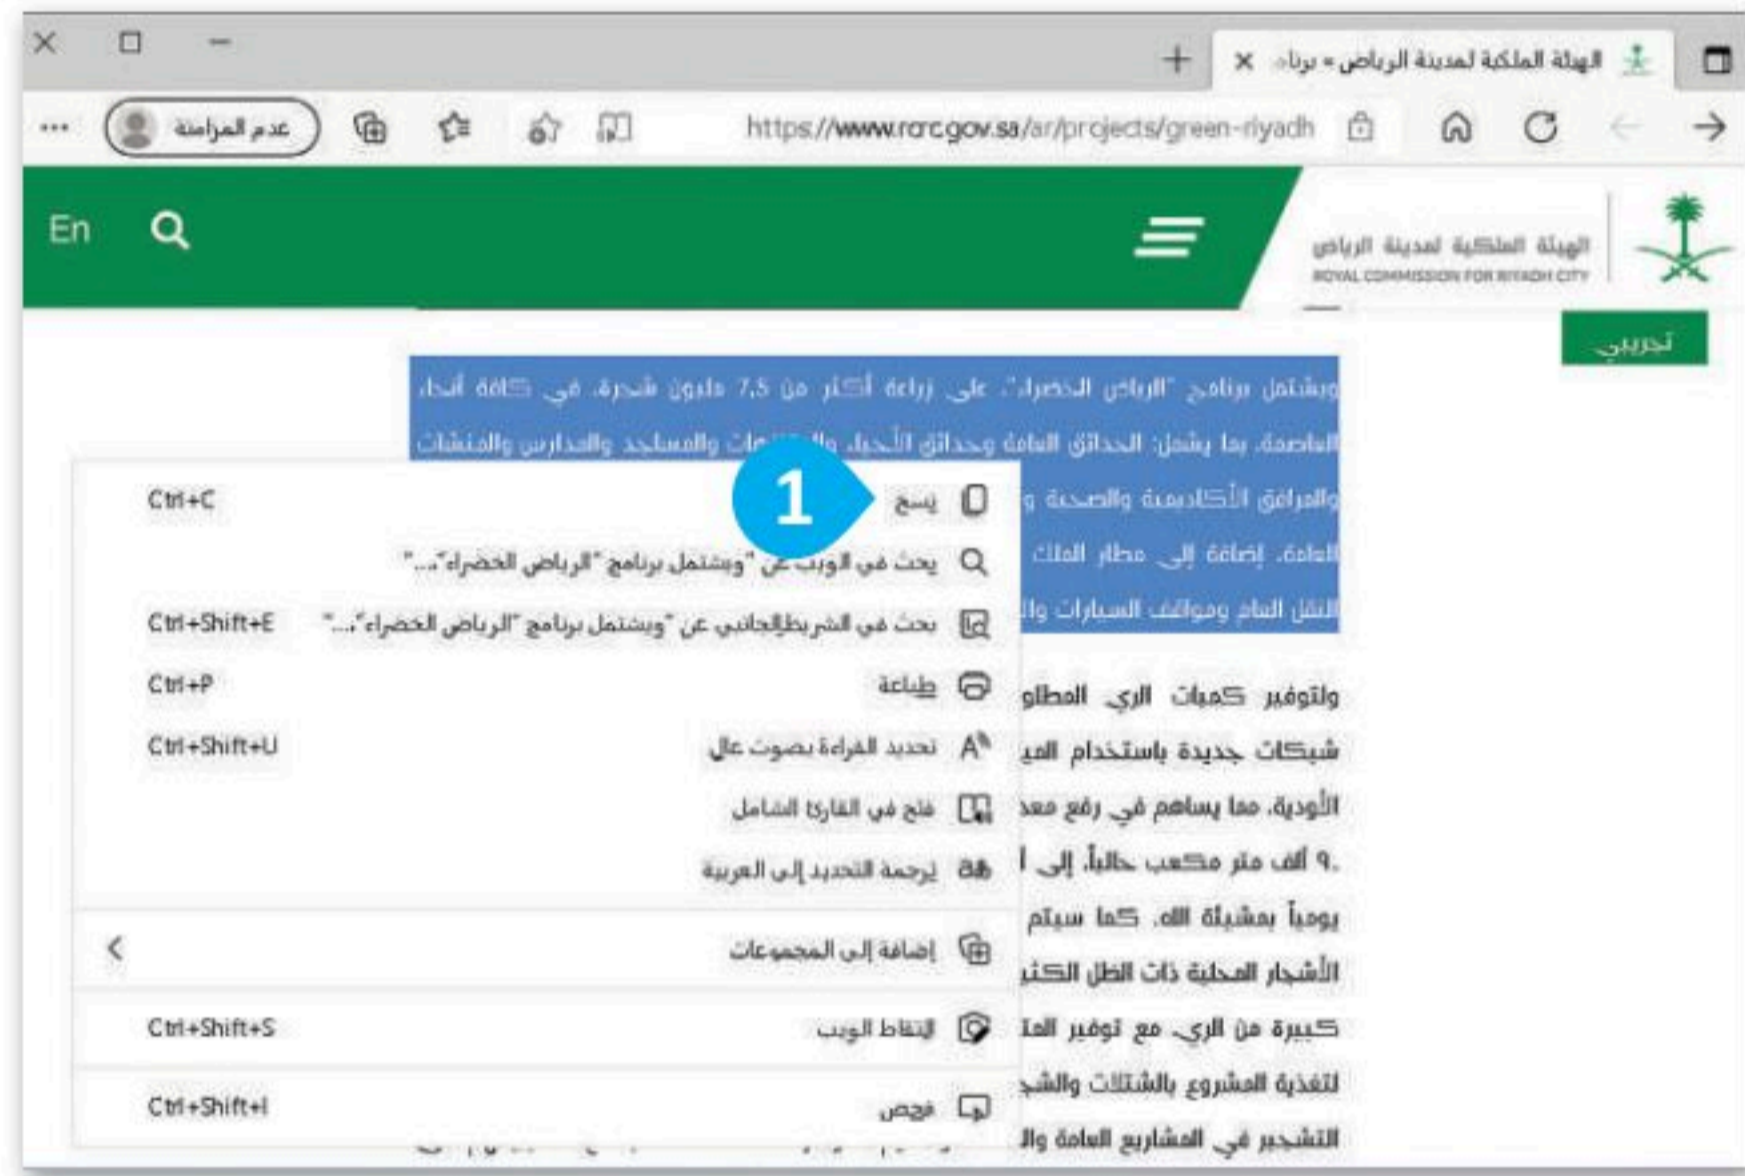 الهيئة الملكية لمدينة الرياض » برنا
https://www.rcrc.gov.sa/ar/projects/green-riyadh
عدم المزامنة
الهيئة الملكية لمدينة الرياض
ROYAL COMMISSION FOR RIYADH CITY
En
تجريبي
ويشتمل برنامج "الرياض الخضراء"، على زراعة أكثر من 7,5 مليون شجرة، في كافة أنحاء
العاصمة، بما يشمل: الحدائق العامة وحدائق الأحياء والمساجد والمدارس والمنشآت
والمرافق الأكاديمية والصحية و
العامة، إضافة إلى مطار الملك
النقل العام ومواقف السيارات وال
1
نسخ Ctrl+C
بحث في الويب عن "ويشتمل برنامج "الرياض الخضراء"،..."
بحث في الشريط الجانبي عن "ويشتمل برنامج "الرياض الخضراء"،..." Ctrl+Shift+E
طباعة Ctrl+P
تحديد القراءة بصوت عال Ctrl+Shift+U
فتح في القارئ الشامل
ترجمة التحديد إلى العربية
إضافة إلى المجموعات
التقاط الويب Ctrl+Shift+S
فحص Ctrl+Shift+I
ولتوفير كميات الري المطلو
شبكات جديدة باستخدام الميا
الأودية، مما يساهم في رفع معد
٩٠ ألف متر مكعب حالياً، إلى أ
يومياً بمشيئة الله. كما سيتم
الأشجار المحلية ذات الظل الكثي
كبيرة من الري، مع توفير المت
لتغذية المشروع بالشتلات والشج
التشجير في المشاريع العامة وال